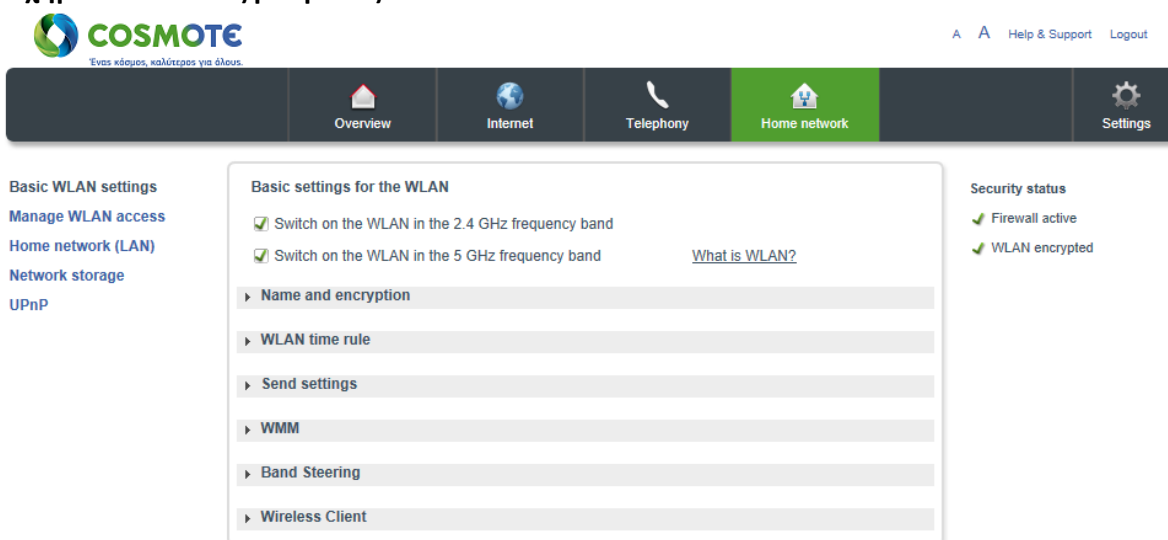 COSMOTE
Ένας κόσμος, καλύτερος για όλους.
A A Help & Support Logout
Overview Internet Telephony Home network Settings
Basic WLAN settings
Manage WLAN access
Home network (LAN)
Network storage
UPnP
Basic settings for the WLAN
Switch on the WLAN in the 2.4 GHz frequency band
Switch on the WLAN in the 5 GHz frequency band What is WLAN?
Name and encryption
WLAN time rule
Send settings
WMM
Band Steering
Wireless Client
Security status
Firewall active
WLAN encrypted